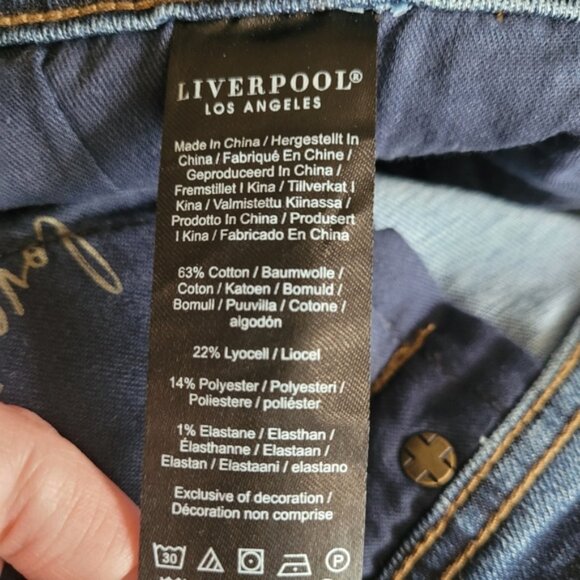 LIVERPOOL®
LOS ANGELES
Made In China / Hergestellt In
China / Fabriqué En Chine /
Geproduceerd In China /
Fremstillet I Kina / Tillverkat I
Kina / Valmistettu Kiinassa /
Prodotto In China / Produsert
I Kina / Fabricado En China
63% Cotton / Baumwolle /
Coton / Katoen / Bomuld /
Bomull / Puuvilla / Cotone /
algodón
22% Lyocell / Liocel
14% Polyester / Polyesteri /
Poliestere / poliéster
1% Elastane / Elasthan /
Élasthanne / Elastaan /
Elastan / Elastaani / elastano
Exclusive of decoration /
Décoration non comprise
30 P